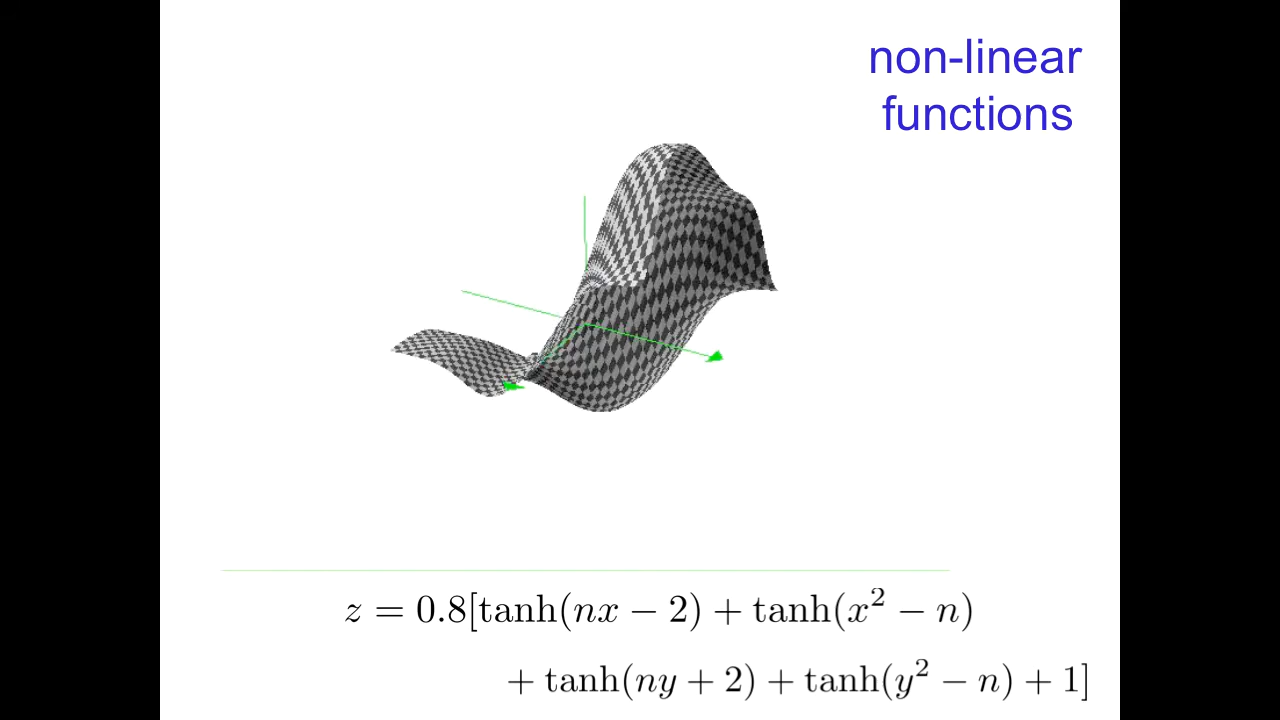 non-linear
functions
z = 0.8[tanh(nx − 2) + tanh(x² − n)
+ tanh(ny + 2) + tanh(y² − n) + 1]